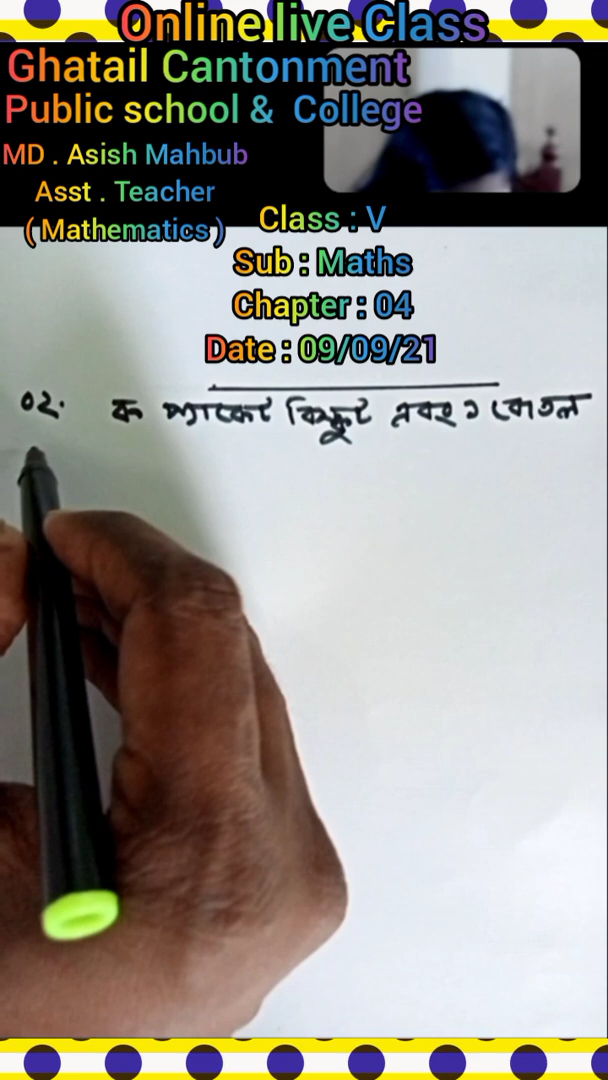 Online live Class
Ghatail Cantonment
Public school & College
MD . Asish Mahbub
Asst . Teacher
( Mathematics )
Class : V
Sub : Maths
Chapter : 04
Date : 09/09/21
০২. ক প্যাকেট বিস্কুট এবং ১ বোতল